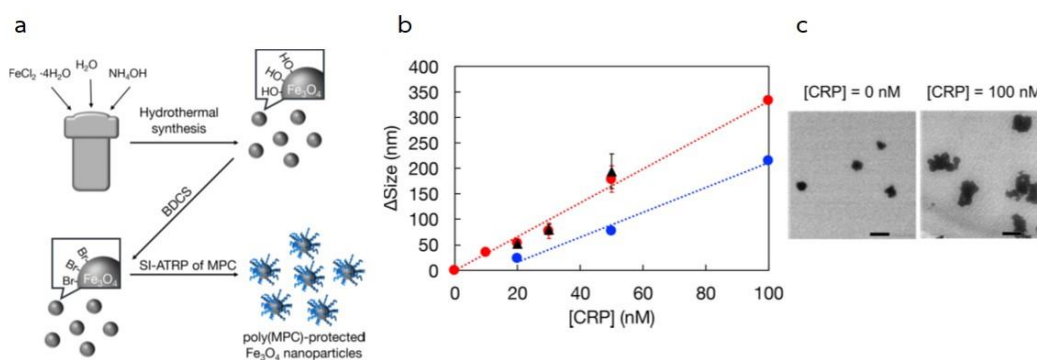 a
FeCl₂ ·4H₂O
H₂O
NH₄OH
Hydrothermal
synthesis
HO
HO
HO
Fe₃O₄
BDCS
Br
Br
Br
Fe₃O₄
SI-ATRP of MPC
poly(MPC)-protected
Fe₃O₄ nanoparticles
b
ΔSize (nm)
400
350
300
250
200
150
100
50
0
0 20 40 60 80 100
[CRP] (nM)
c
[CRP] = 0 nM
[CRP] = 100 nM